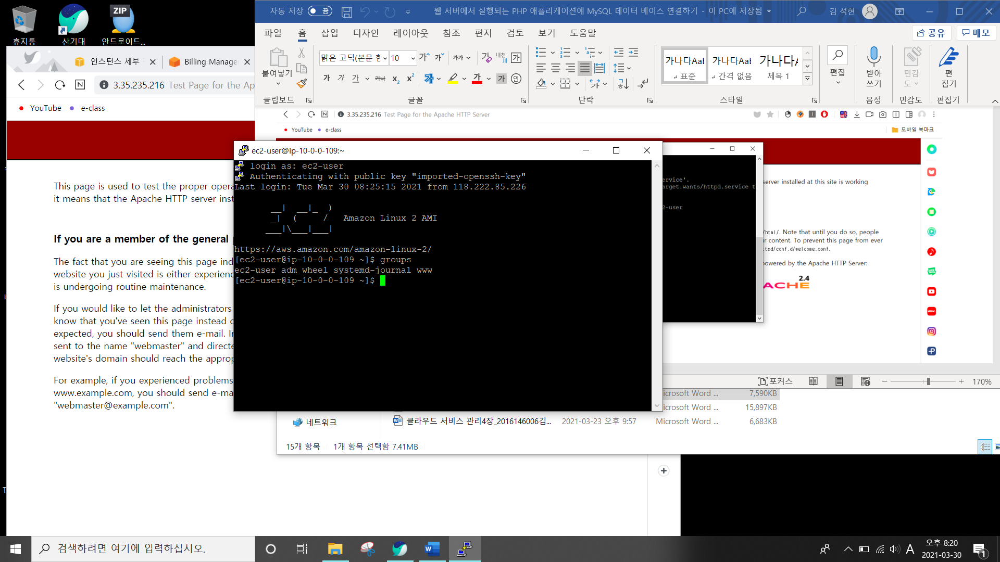 휴지통
산기대
ZIP
안드로이드...
인스턴스 세부
Billing Manage
3.35.235.216 Test Page for the Ap
YouTube
e-class
This page is used to test the proper opera
it means that the Apache HTTP server inst
If you are a member of the general
The fact that you are seeing this page ind
website you just visited is either experienc
is undergoing routine maintenance.
If you would like to let the administrators
know that you've seen this page instead o
expected, you should send them e-mail. In
sent to the name "webmaster" and directe
website's domain should reach the approp
For example, if you experienced problems
www.example.com, you should send e-ma
"webmaster@example.com".
자동 저장 끔
웹 서버에서 실행되는 PHP 애플리케이션에 MySQL 데이터 베이스 연결하기 - 이 PC에 저장됨
김 석현
파일 홈 삽입 디자인 레이아웃 참조 편지 검토 보기 도움말
공유 메모
붙여넣기
클립보드
맑은 고딕(본문 한 10
글꼴
단락
가나다AaB 가나다AaB 가나다A
표준 간격 없음 제목 1
스타일
편집
받아쓰기
음성
민감도
민감도
편집기
편집기
3.35.235.216 Test Page for the Apache HTTP Server
YouTube e-class
모바일 북마크
ec2-user@ip-10-0-0-109:~
login as: ec2-user
Authenticating with public key "imported-openssh-key"
Last login: Tue Mar 30 08:25:15 2021 from 118.222.85.226
Amazon Linux 2 AMI
https://aws.amazon.com/amazon-linux-2/
[ec2-user@ip-10-0-0-109 ~]$ groups
ec2-user adm wheel systemd-journal www
[ec2-user@ip-10-0-0-109 ~]$
ervice'.
arget.wants/httpd.service t
2-user
server installed at this site is working
/html/. Note that until you do so, people
r content. To prevent this page from ever
tpd/conf.d/welcome.conf.
powered by the Apache HTTP Server:
2.4
ACHE
포커스
170%
icrosoft Word ... 7,590KB
icrosoft Word ... 15,897KB
네트워크
클라우드 서비스 관리4장_2016146006김... 2021-03-23 오후 9:57 Microsoft Word ... 6,683KB
15개 항목 1개 항목 선택함 7.41MB
검색하려면 여기에 입력하십시오.
A
오후 8:20
2021-03-30
1